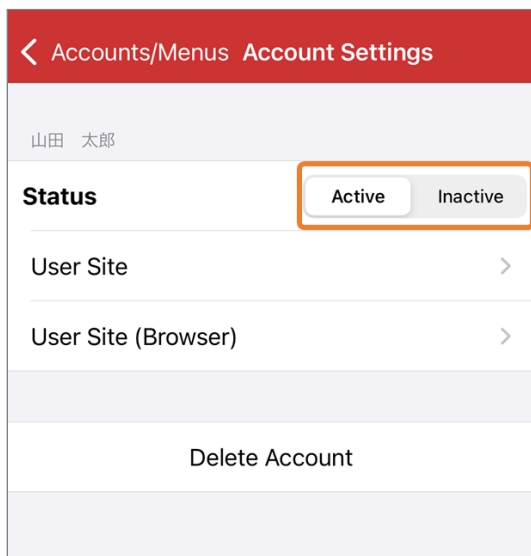 Accounts/Menus Account Settings
山田　太郎
Status Active Inactive
User Site
User Site (Browser)
Delete Account